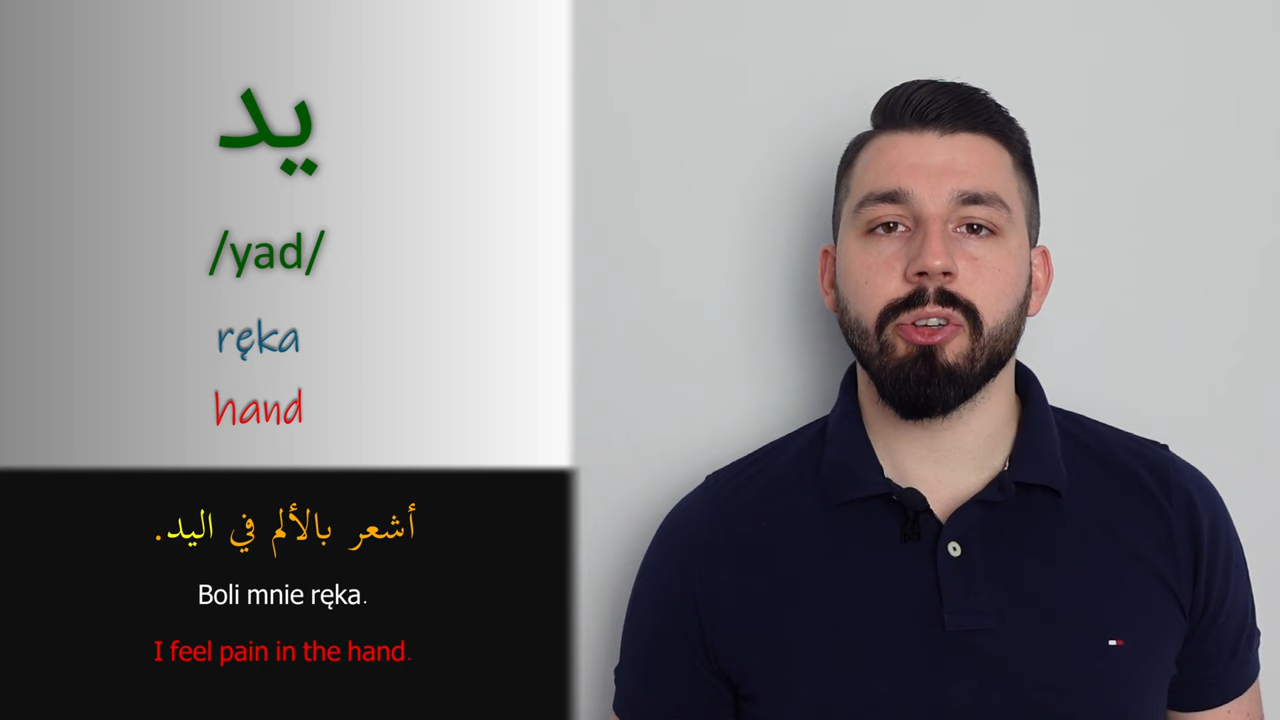 يد
/yad/
ręka
hand
أشعر بالألم في اليد.
Boli mnie ręka.
I feel pain in the hand.